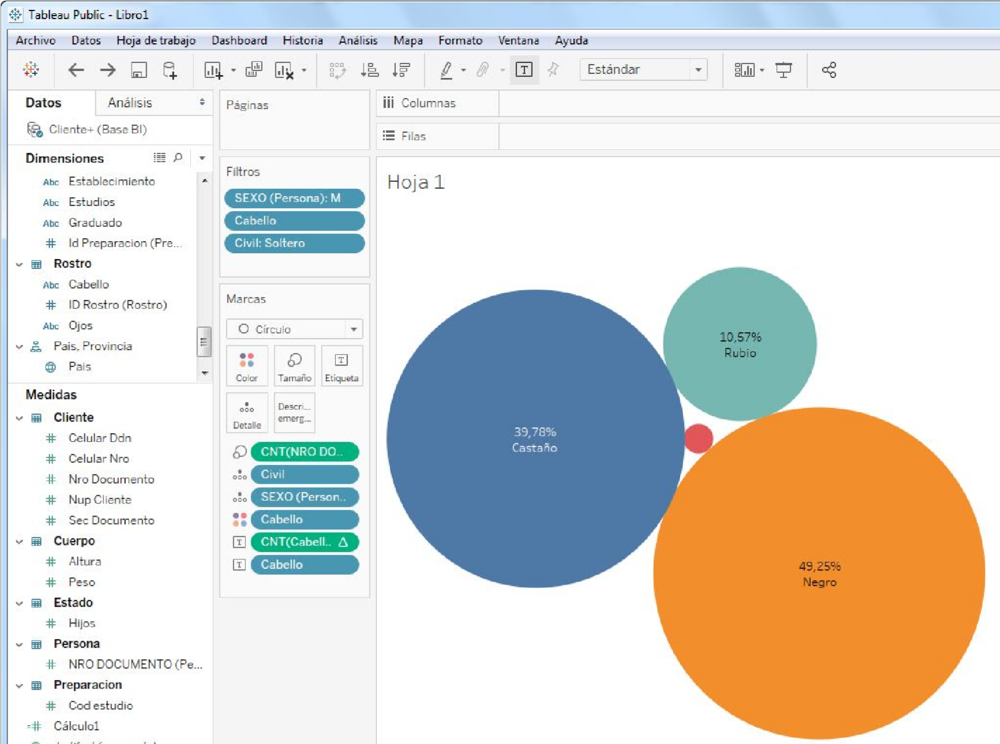 Tableau Public - Libro1
Archivo Datos Hoja de trabajo Dashboard Historia Análisis Mapa Formato Ventana Ayuda
T Estándar
Datos Análisis
Cliente+ (Base BI)
Dimensiones
Abc Establecimiento
Abc Estudios
Abc Graduado
# Id Preparacion (Pre...
Rostro
Abc Cabello
# ID Rostro (Rostro)
Abc Ojos
Pais, Provincia
Pais
Medidas
Cliente
# Celular Ddn
# Celular Nro
# Nro Documento
# Nup Cliente
# Sec Documento
Cuerpo
# Altura
# Peso
Estado
# Hijos
Persona
# NRO DOCUMENTO (Pe...
Preparacion
# Cod estudio
=# Cálculo1
Páginas
Filtros
SEXO (Persona): M
Cabello
Civil: Soltero
Marcas
Círculo
Color Tamaño Etiqueta
Detalle
Descri...
emerg...
CNT(NRO DO..
Civil
SEXO (Person..
Cabello
T CNT(Cabell.. Δ
T Cabello
Columnas
Filas
Hoja 1
10,57%
Rubio
39,78%
Castaño
49,25%
Negro